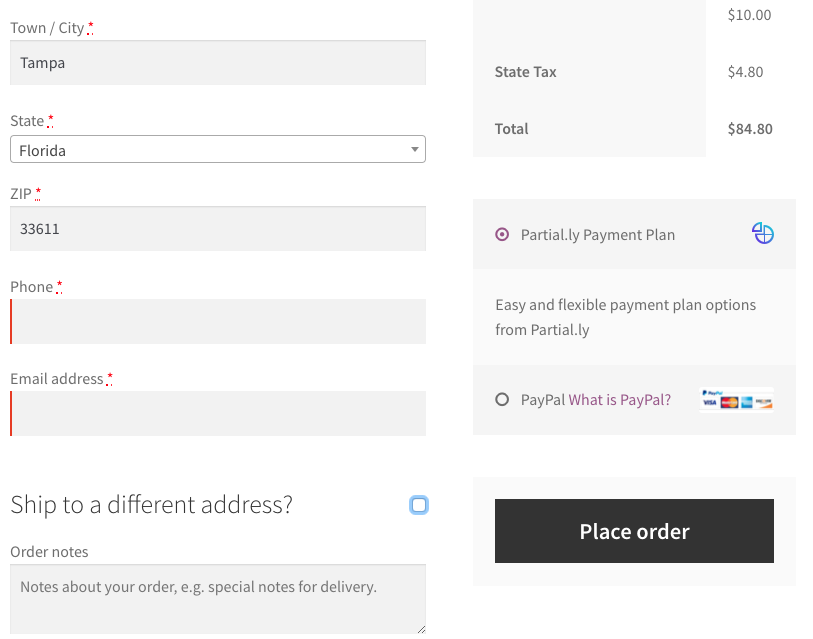 Town / City *
Tampa
State *
Florida
ZIP *
33611
Phone *
Email address *
Ship to a different address?
Order notes
Notes about your order, e.g. special notes for delivery.
$10.00
State Tax $4.80
Total $84.80
Partial.ly Payment Plan
Easy and flexible payment plan options
from Partial.ly
PayPal What is PayPal?
PayPal
VISA
Place order